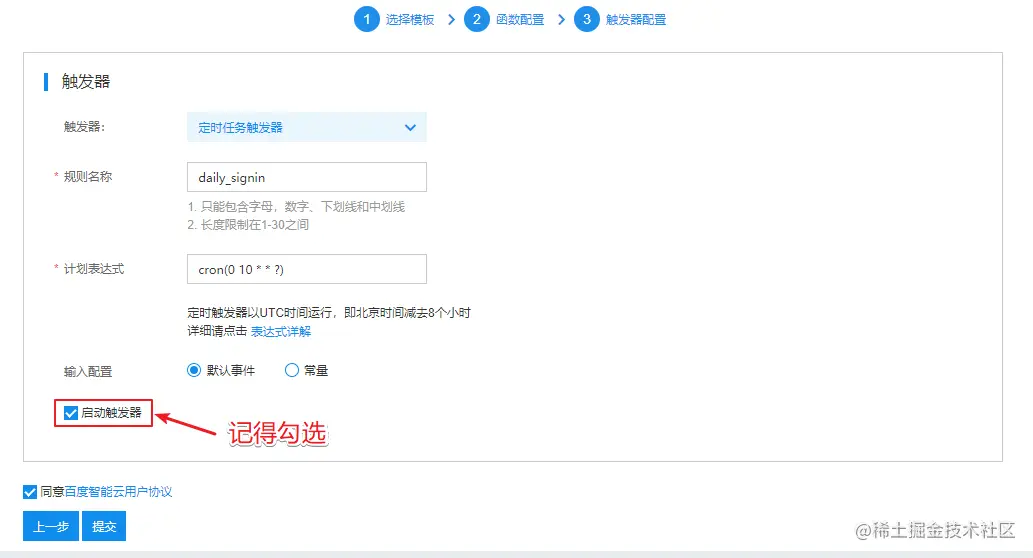 1 选择模板 > 2 函数配置 > 3 触发器配置
触发器
触发器: 定时任务触发器
* 规则名称 daily_signin
1. 只能包含字母，数字、下划线和中划线
2. 长度限制在1-30之间
* 计划表达式 cron(0 10 * * ?)
定时触发器以UTC时间运行，即北京时间减去8个小时
详细请点击 表达式详解
输入配置 默认事件 常量
启动触发器
记得勾选
同意百度智能云用户协议
上一步 提交
@稀土掘金技术社区